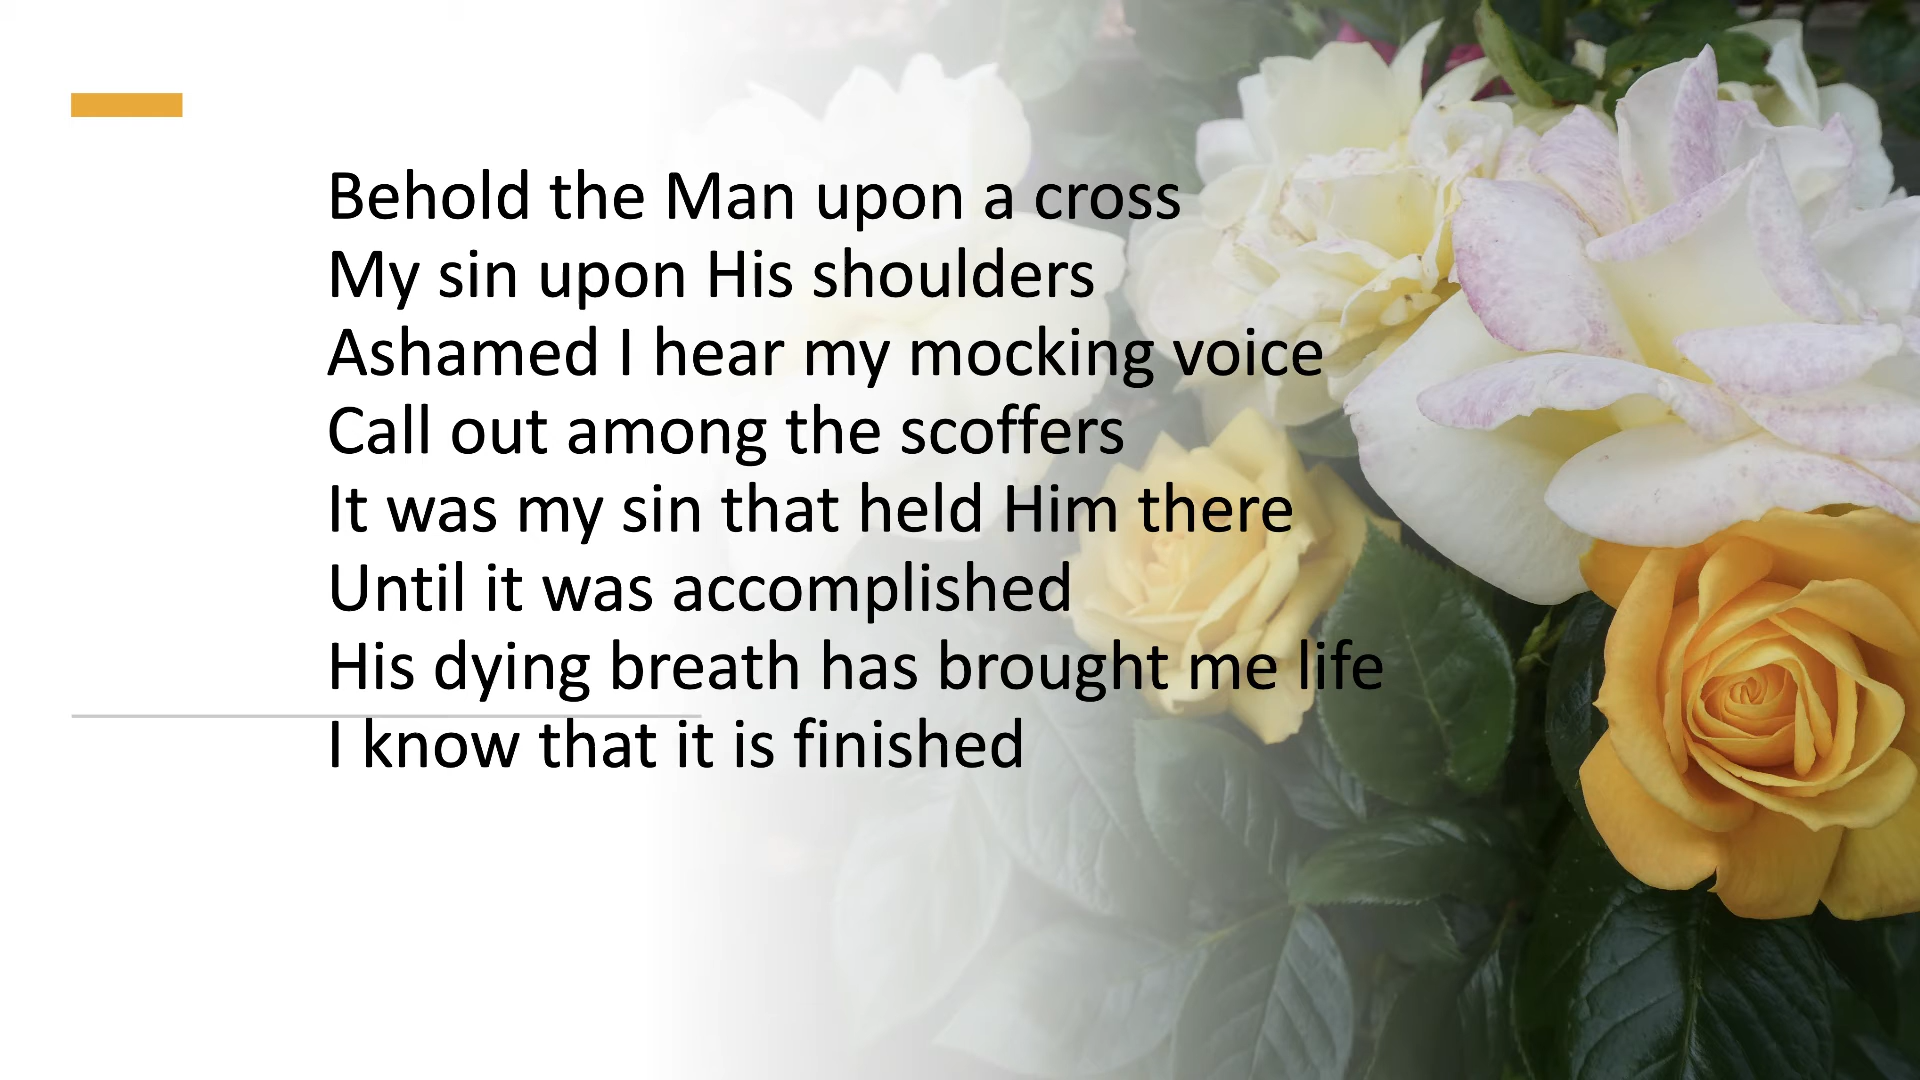 Behold the Man upon a cross
My sin upon His shoulders
Ashamed I hear my mocking voice
Call out among the scoffers
It was my sin that held Him there
Until it was accomplished
His dying breath has brought me life
I know that it is finished